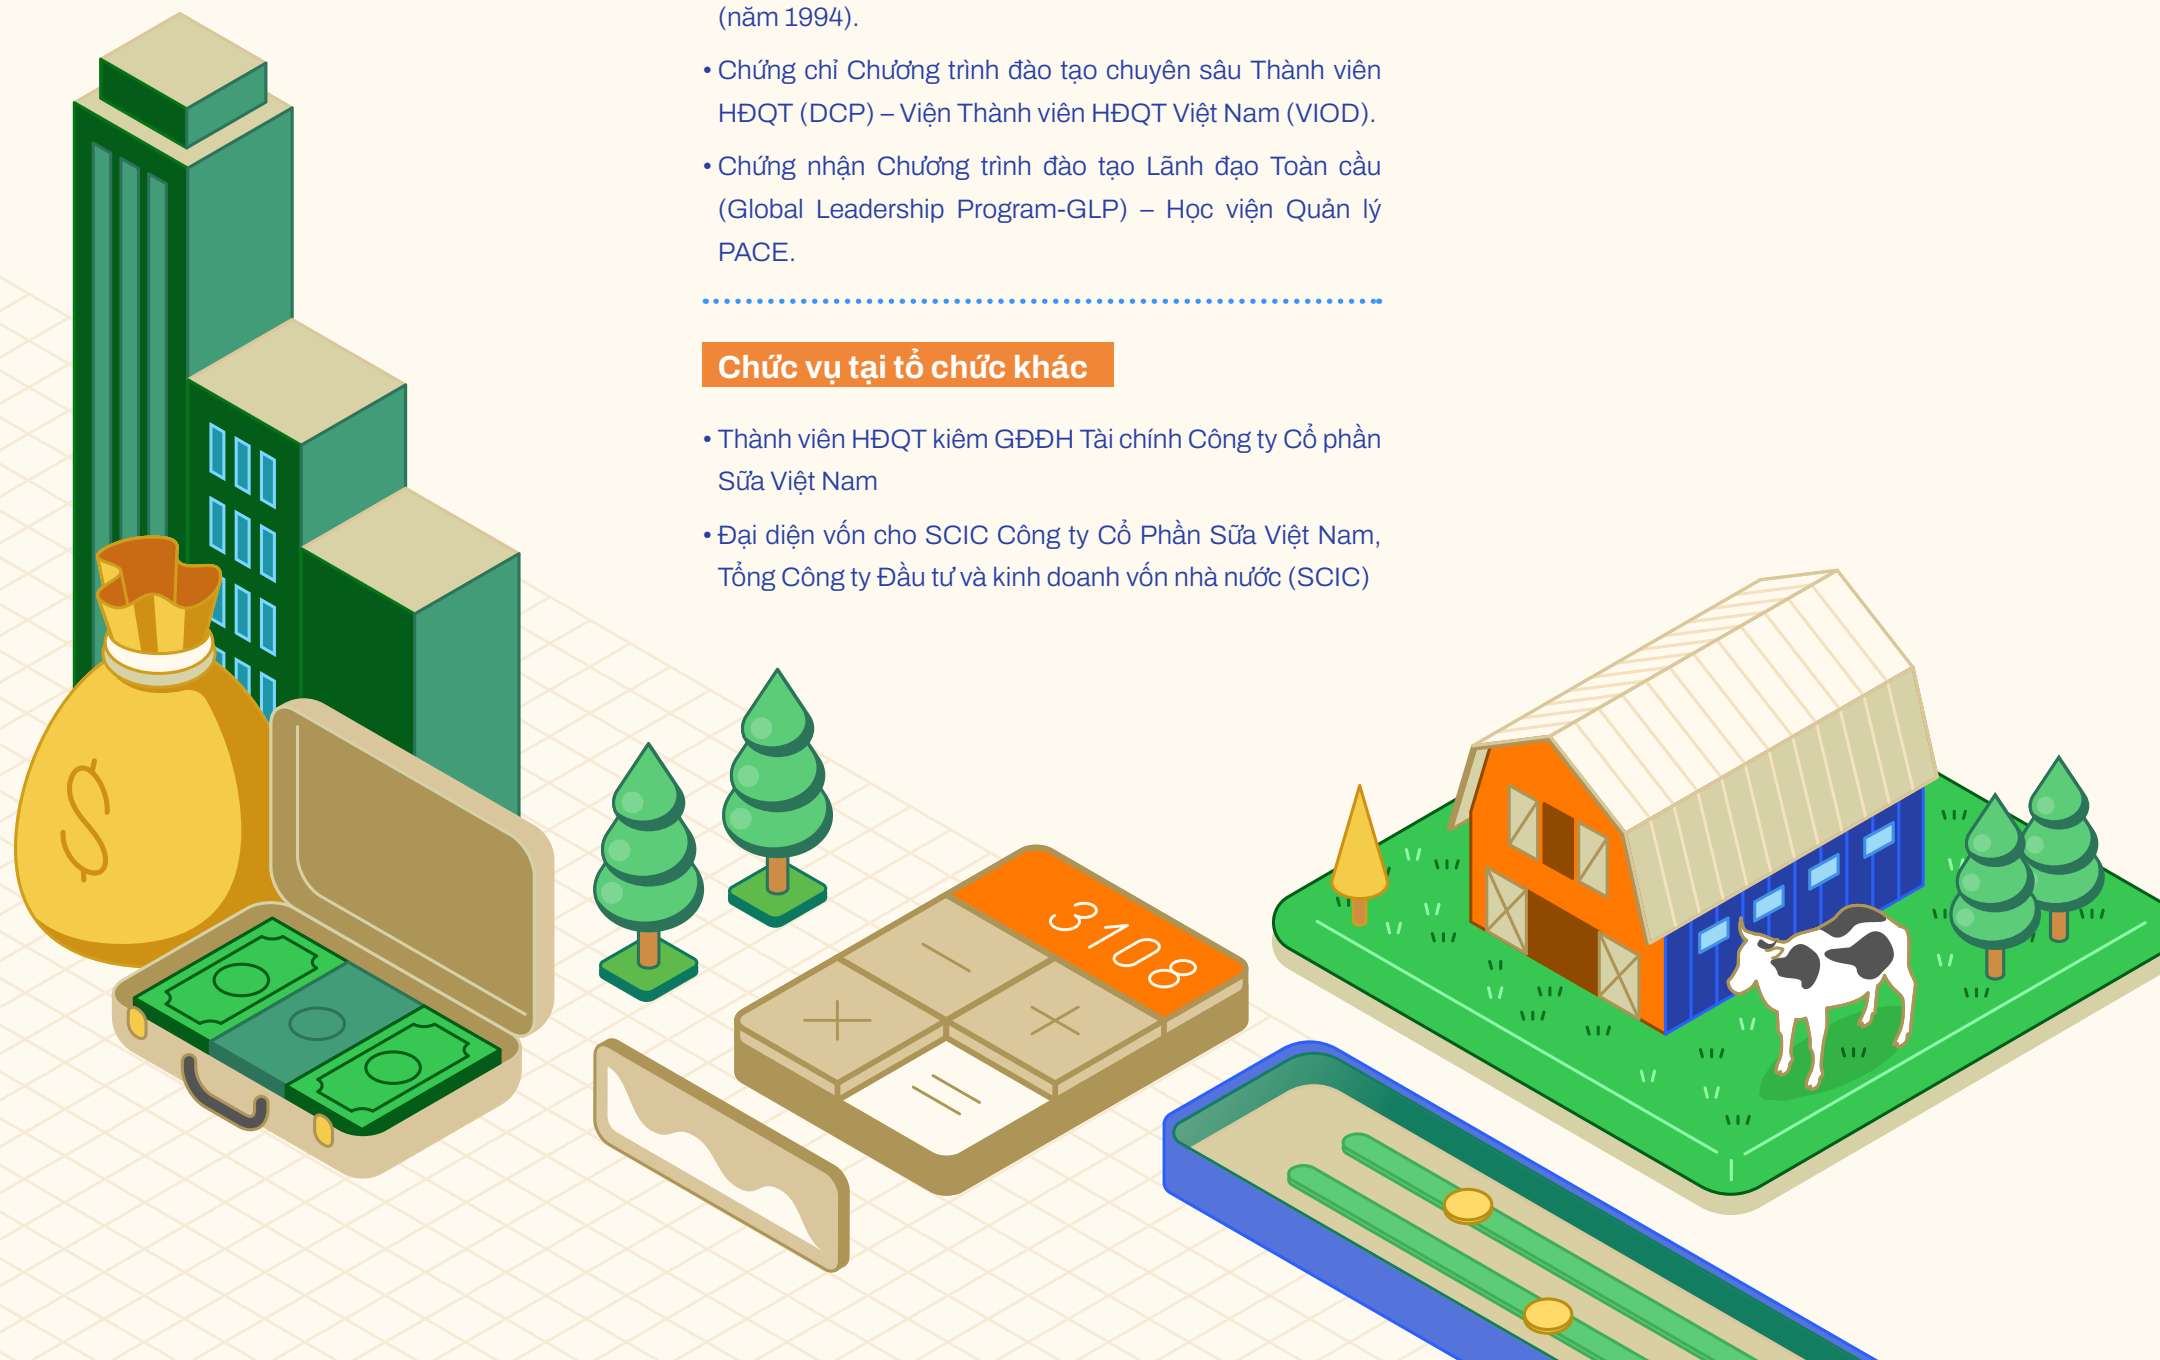 (năm 1994).
• Chứng chỉ Chương trình đào tạo chuyên sâu Thành viên
HĐQT (DCP) – Viện Thành viên HĐQT Việt Nam (VIOD).
• Chứng nhận Chương trình đào tạo Lãnh đạo Toàn cầu
(Global Leadership Program-GLP) – Học viện Quản lý
PACE.
Chức vụ tại tổ chức khác
• Thành viên HĐQT kiêm GĐĐH Tài chính Công ty Cổ phần
Sữa Việt Nam
• Đại diện vốn cho SCIC Công ty Cổ Phần Sữa Việt Nam,
Tổng Công ty Đầu tư và kinh doanh vốn nhà nước (SCIC)
$
3108